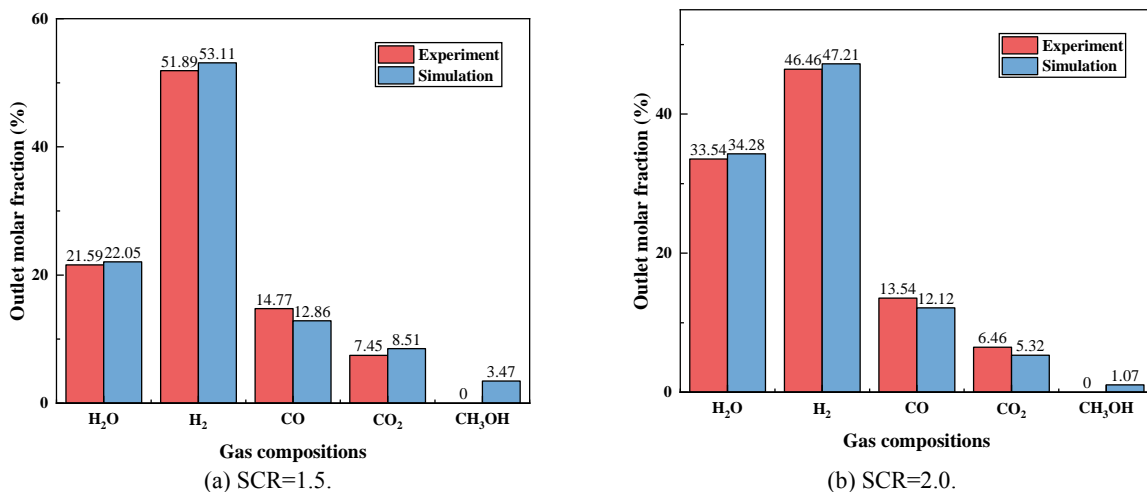 60
40
20
0
Outlet molar fraction (%)
Experiment
Simulation
21.59
22.05
51.89
53.11
14.77
12.86
7.45
8.51
0
3.47
H₂O
H₂
CO
CO₂
CH₃OH
Gas compositions
(a) SCR=1.5.
40
20
0
Outlet molar fraction (%)
Experiment
Simulation
33.54
34.28
46.46
47.21
13.54
12.12
6.46
5.32
0
1.07
H₂O
H₂
CO
CO₂
CH₃OH
Gas compositions
(b) SCR=2.0.